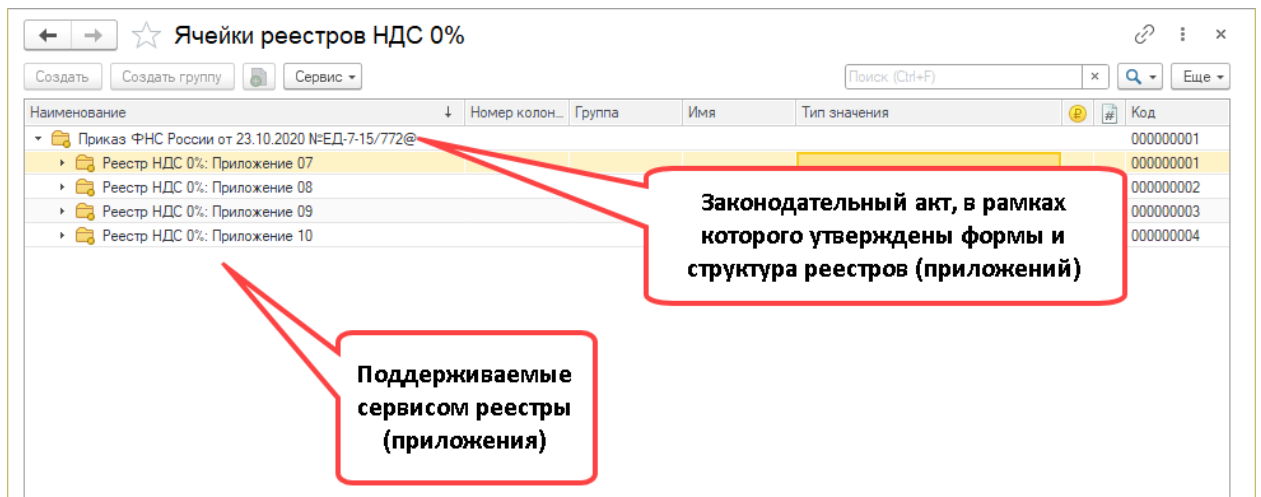 Ячейки реестров НДС 0%
Создать Создать группу Сервис Поиск (Ctrl+F) Еще
Наименование Номер колон... Группа Имя Тип значения Код
Приказ ФНС России от 23.10.2020 №ЕД-7-15/772@ 000000001
Реестр НДС 0%: Приложение 07 000000001
Реестр НДС 0%: Приложение 08 000000002
Реестр НДС 0%: Приложение 09 000000003
Реестр НДС 0%: Приложение 10 000000004
Законодательный акт, в рамках
которого утверждены формы и
структура реестров (приложений)
Поддерживаемые
сервисом реестры
(приложения)